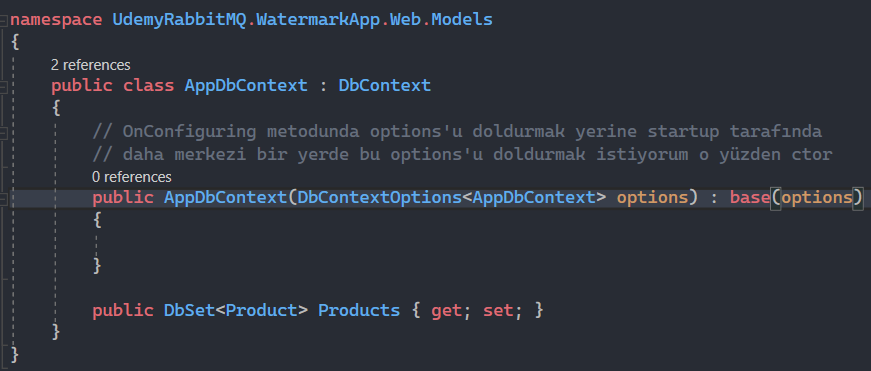 namespace UdemyRabbitMQ.WatermarkApp.Web.Models
{
2 references
public class AppDbContext : DbContext
{
// OnConfiguring metodunda options'u doldurmak yerine startup tarafında
// daha merkezi bir yerde bu options'u doldurmak istiyorum o yüzden ctor
0 references
public AppDbContext(DbContextOptions<AppDbContext> options) : base(options)
{
}
public DbSet<Product> Products { get; set; }
}
}